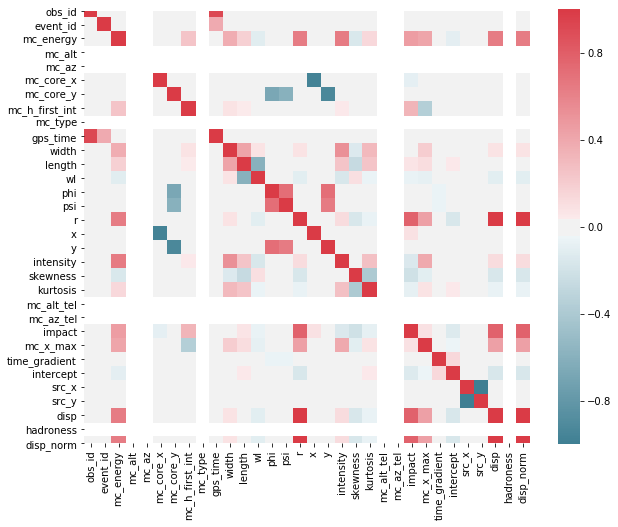 obs_id
event_id
mc_energy
mc_alt
mc_az
mc_core_x
mc_core_y
mc_h_first_int
mc_type
gps_time
width
length
wl
phi
psi
r
x
y
intensity
skewness
kurtosis
mc_alt_tel
mc_az_tel
impact
mc_x_max
time_gradient
intercept
src_x
src_y
disp
hadroness
disp_norm
0.8
0.4
0.0
−0.4
−0.8
obs_id
event_id
mc_energy
mc_alt
mc_az
mc_core_x
mc_core_y
mc_h_first_int
mc_type
gps_time
width
length
wl
phi
psi
r
x
y
intensity
skewness
kurtosis
mc_alt_tel
mc_az_tel
impact
mc_x_max
time_gradient
intercept
src_x
src_y
disp
hadroness
disp_norm